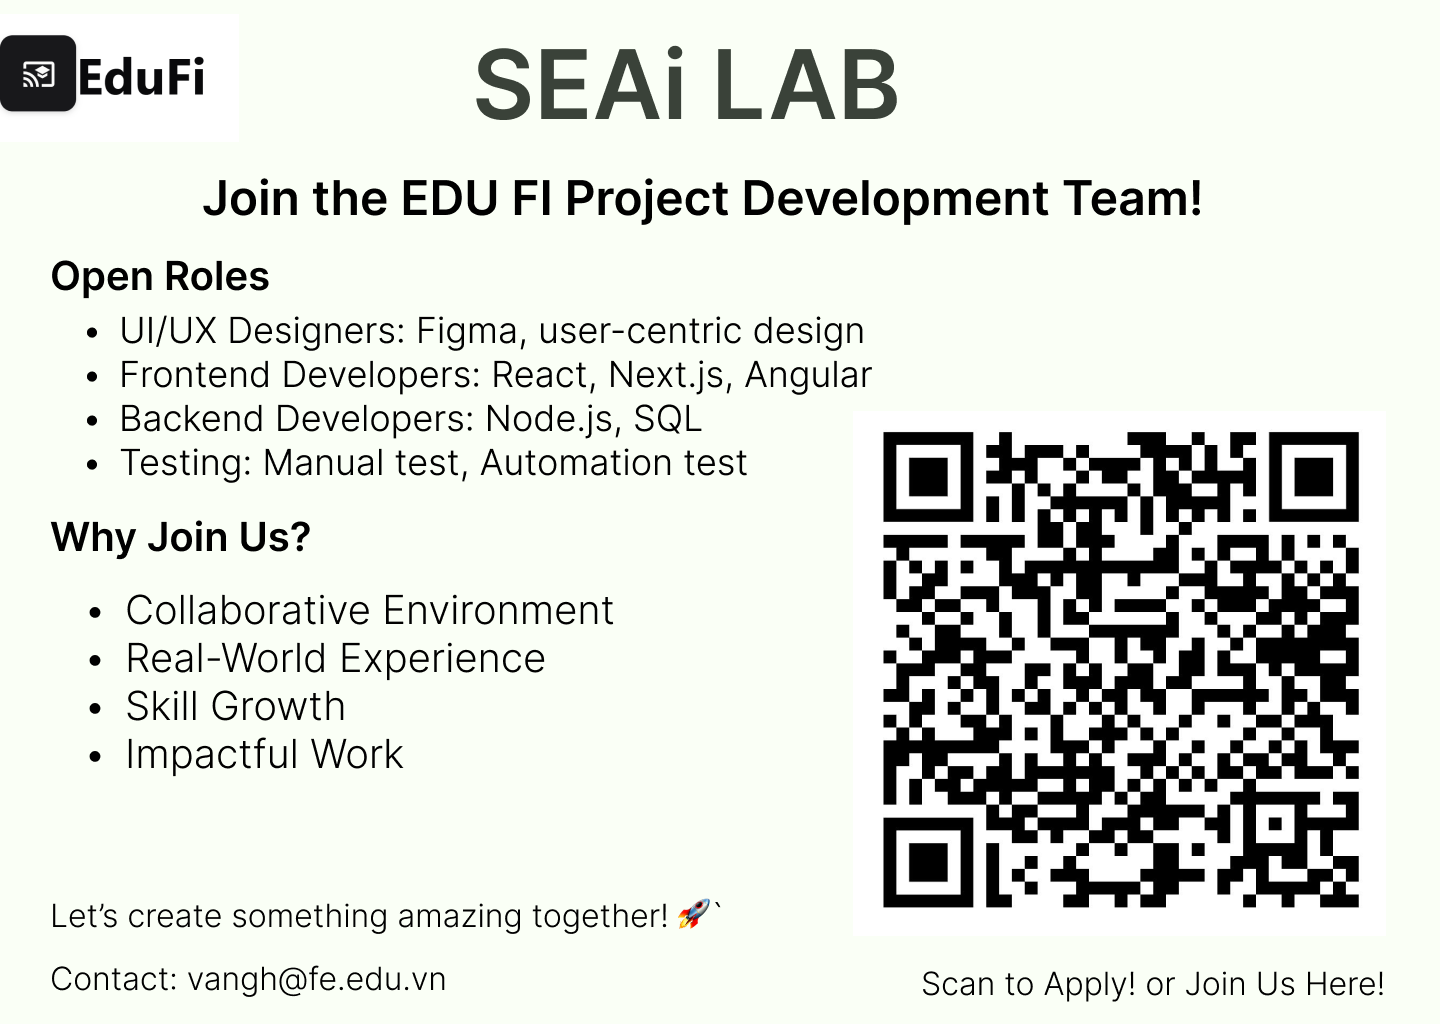 EduFi
SEAi LAB
Join the EDU FI Project Development Team!
Open Roles
• UI/UX Designers: Figma, user-centric design
• Frontend Developers: React, Next.js, Angular
• Backend Developers: Node.js, SQL
• Testing: Manual test, Automation test
Why Join Us?
• Collaborative Environment
• Real-World Experience
• Skill Growth
• Impactful Work
Let’s create something amazing together! 🚀`
Contact: vangh@fe.edu.vn
Scan to Apply! or Join Us Here!